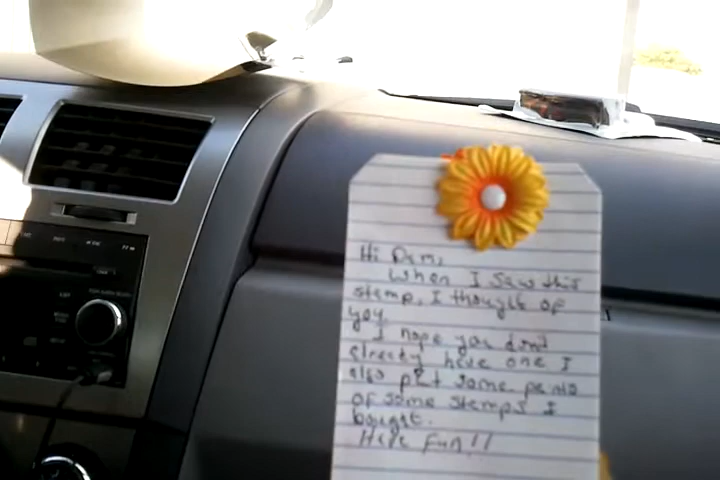 Hi Pam,
When I saw this
stamp, I thought of
you.
I hope you don't
already have one I
also put some
of some stamps I
bought.
Have Fun!!